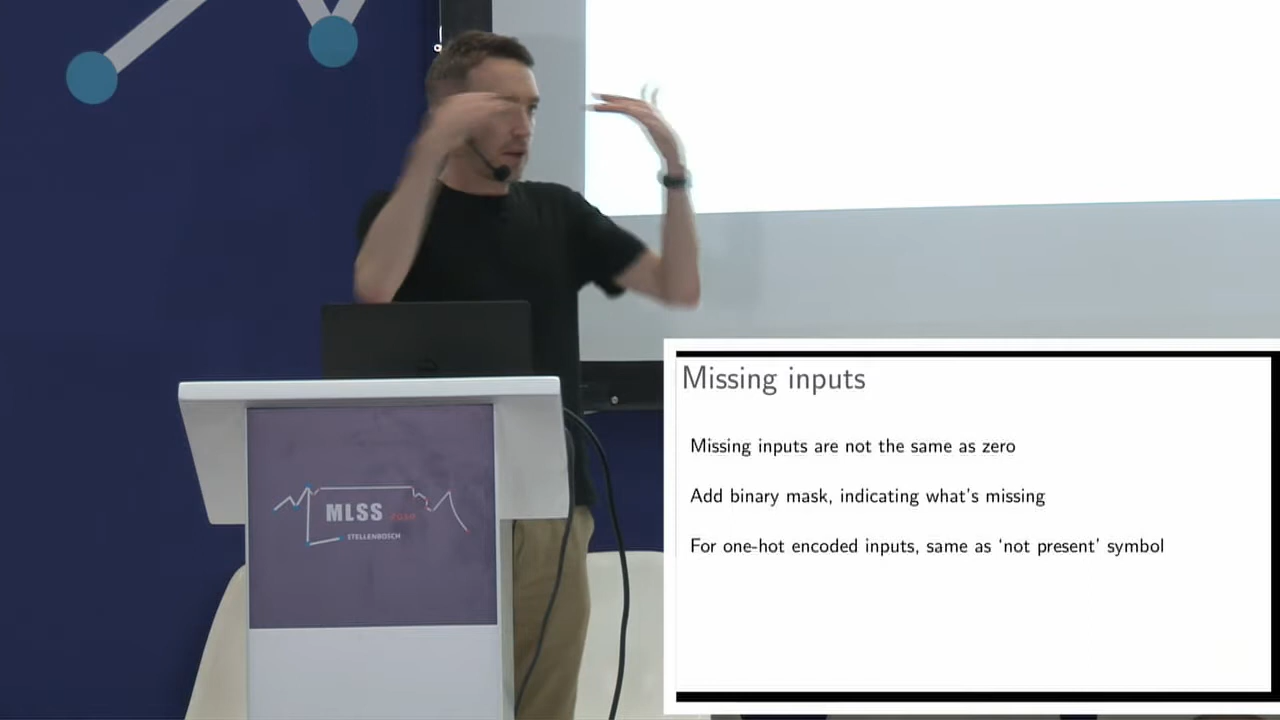 Missing inputs
Missing inputs are not the same as zero
Add binary mask, indicating what's missing
For one-hot encoded inputs, same as ‘not present’ symbol
MLSS
STELLENBOSCH